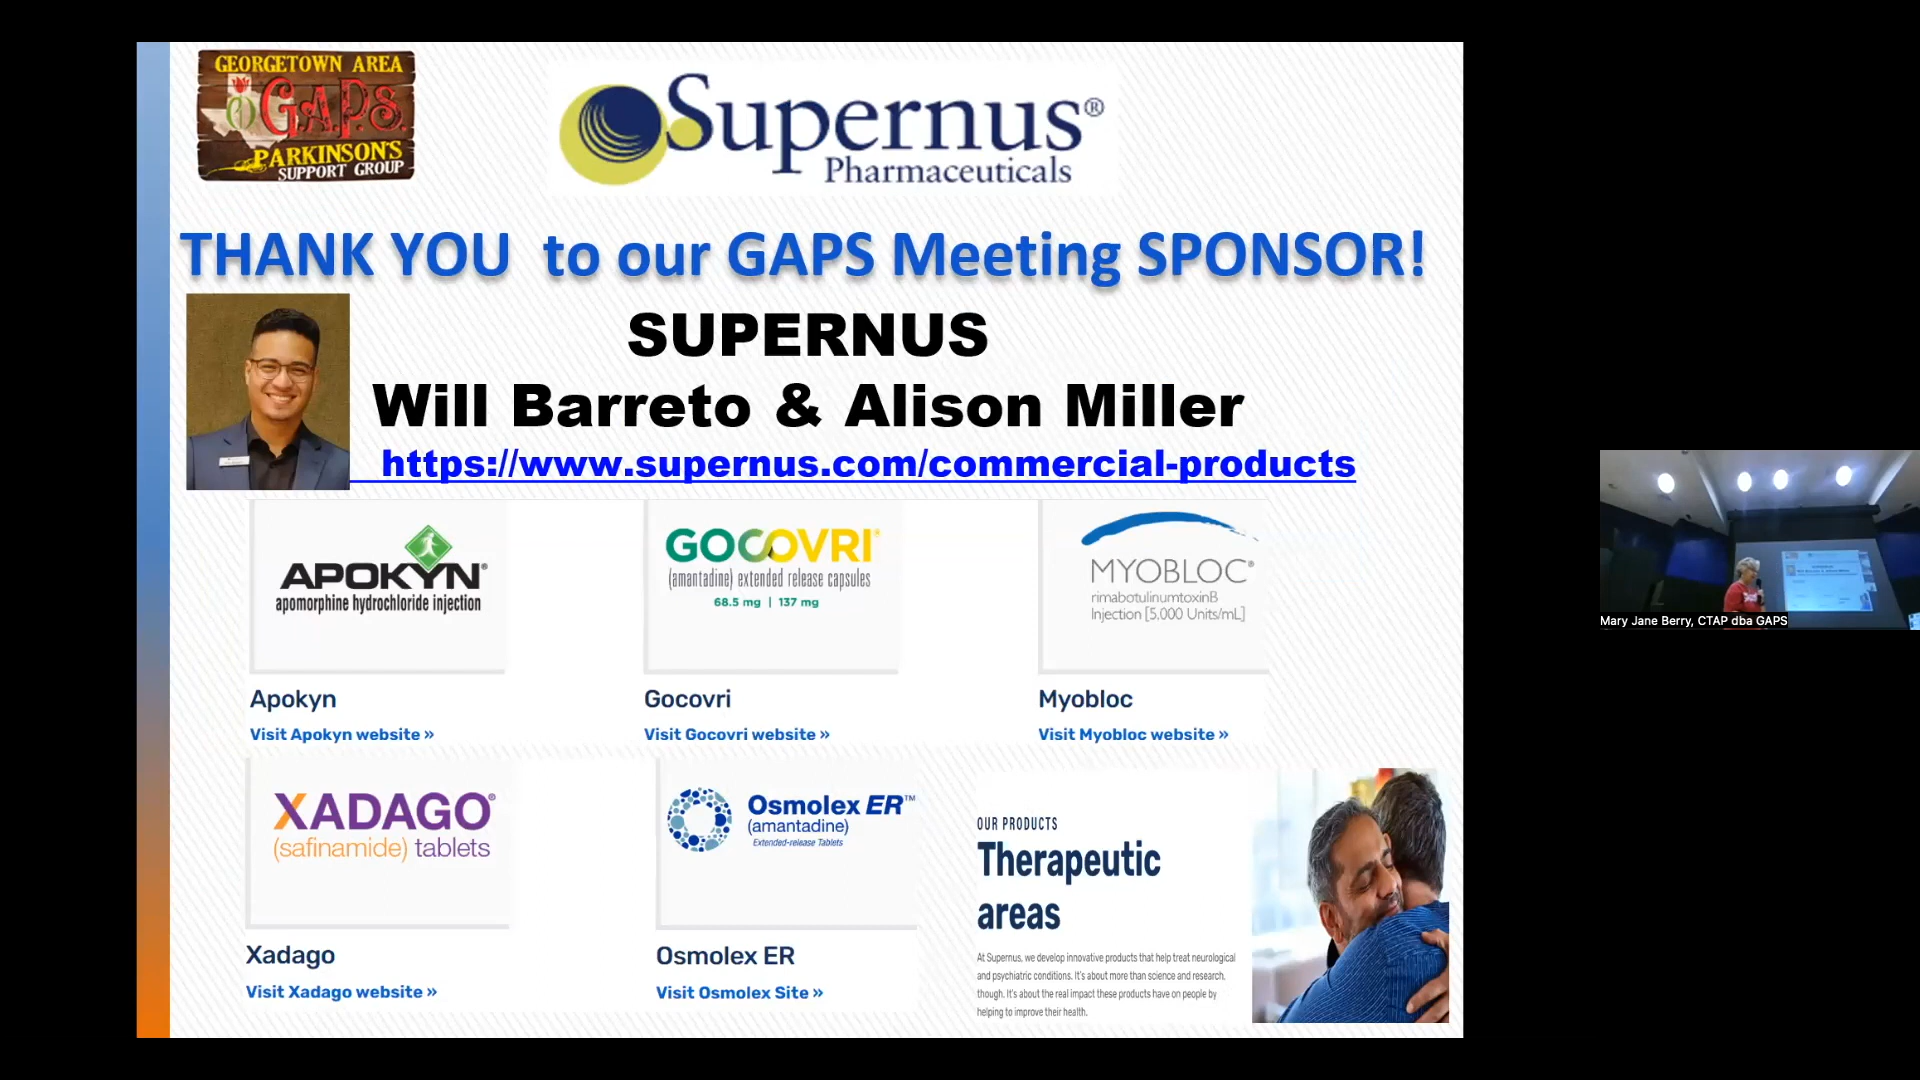 GEORGETOWN AREA
G.A.P.S.
PARKINSON'S
SUPPORT GROUP
Supernus®
Pharmaceuticals
THANK YOU to our GAPS Meeting SPONSOR!
SUPERNUS
Will Barreto & Alison Miller
https://www.supernus.com/commercial-products
APOKYN®
apomorphine hydrochloride injection
Apokyn
Visit Apokyn website »
GOCOVRI®
(amantadine) extended release capsules
68.5 mg | 137 mg
Gocovri
Visit Gocovri website »
MYOBLOC®
rimabotulinumtoxinB
Injection [5,000 Units/mL]
Myobloc
Visit Myobloc website »
XADAGO®
(safinamide) tablets
Xadago
Visit Xadago website »
Osmolex ER™
(amantadine)
Extended-release Tablets
Osmolex ER
Visit Osmolex Site »
OUR PRODUCTS
Therapeutic
areas
At Supernus, we develop innovative products that help treat neurological
and psychiatric conditions. It's about more than science and research,
though. It's about the real impact these products have on people by
helping to improve their health.
Mary Jane Berry, CTAP dba GAPS